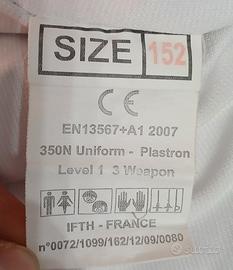 SIZE 152
CE
EN13567+A1 2007
350N Uniform - Plastron
Level 1 3 Weapon
IFTH - FRANCE
n°0072/1099/162/12/09/0080
subito